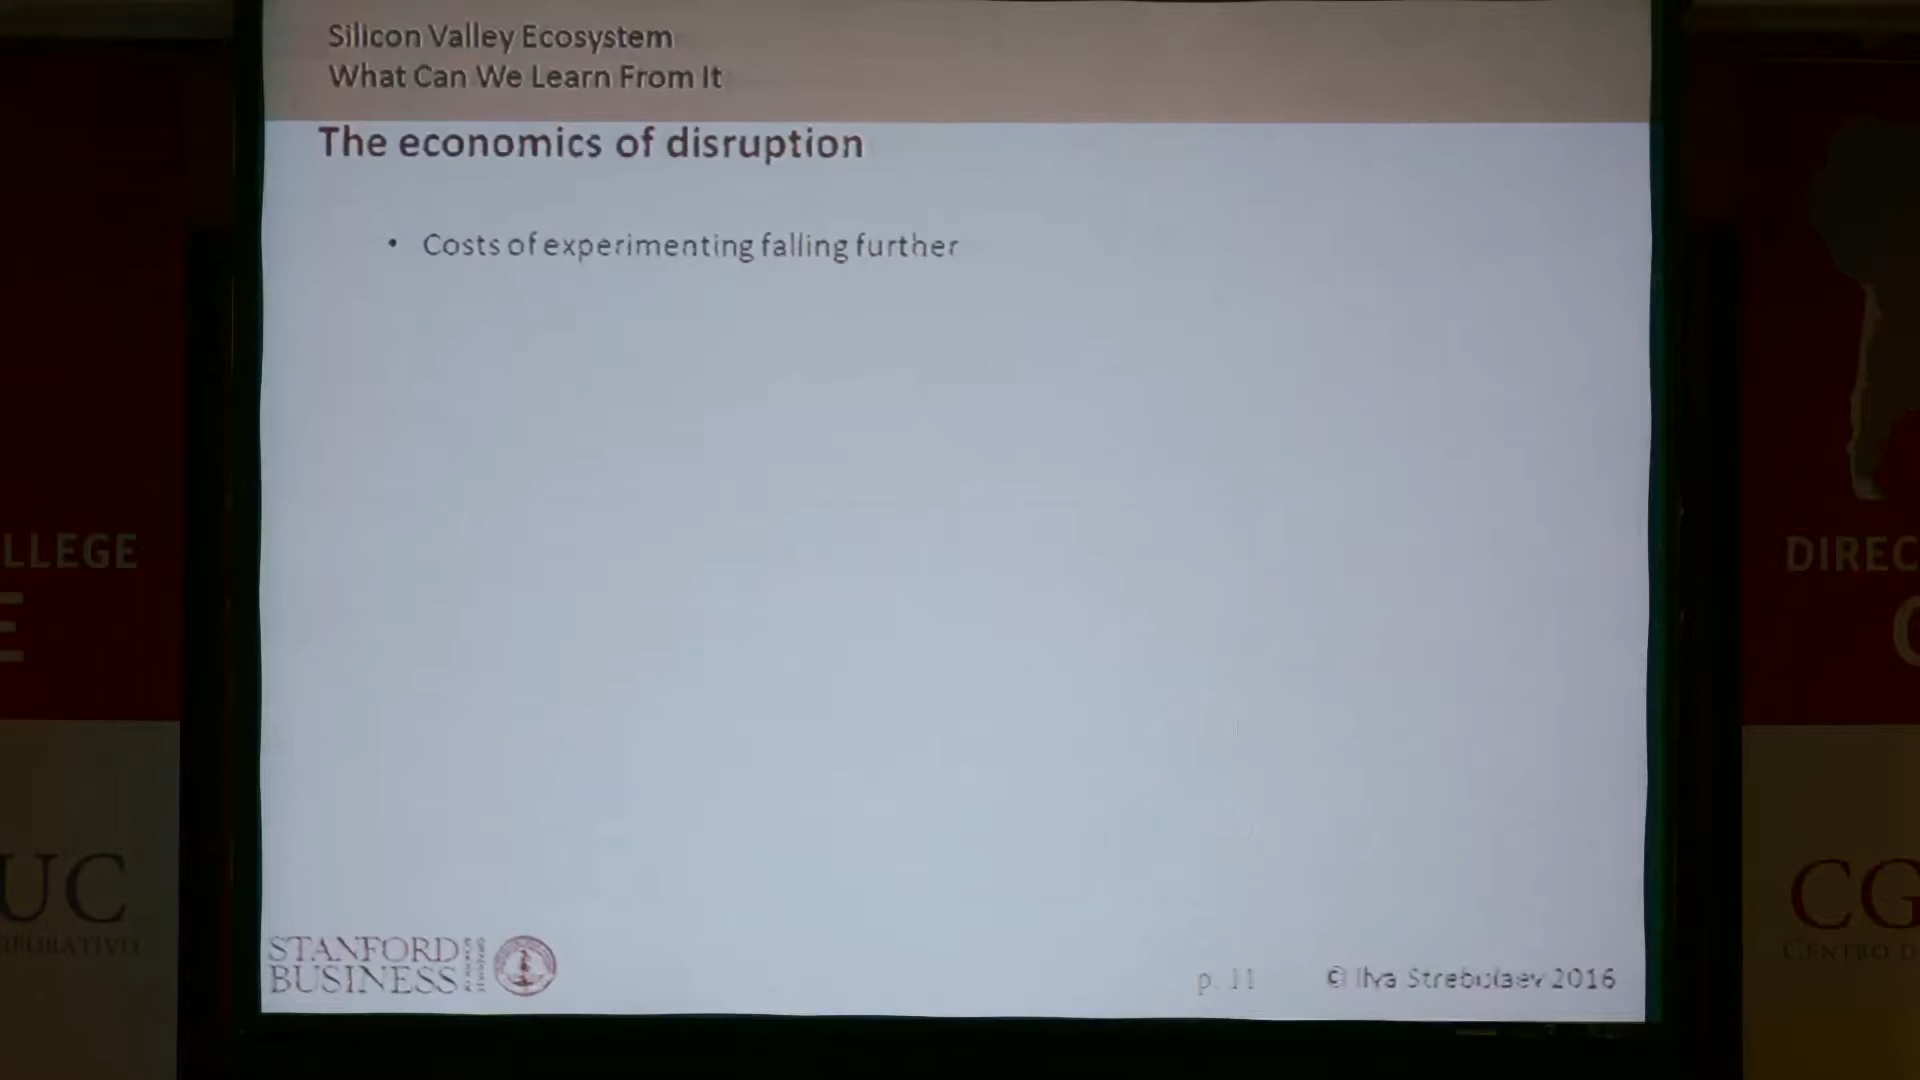 Silicon Valley Ecosystem
What Can We Learn From It
The economics of disruption
• Costs of experimenting falling further
LLEGE
E
UC
DIREC
C
CG
CENTRO D
STANFORD
BUSINESS
p. 11
© Ilya Strebulaev 2016